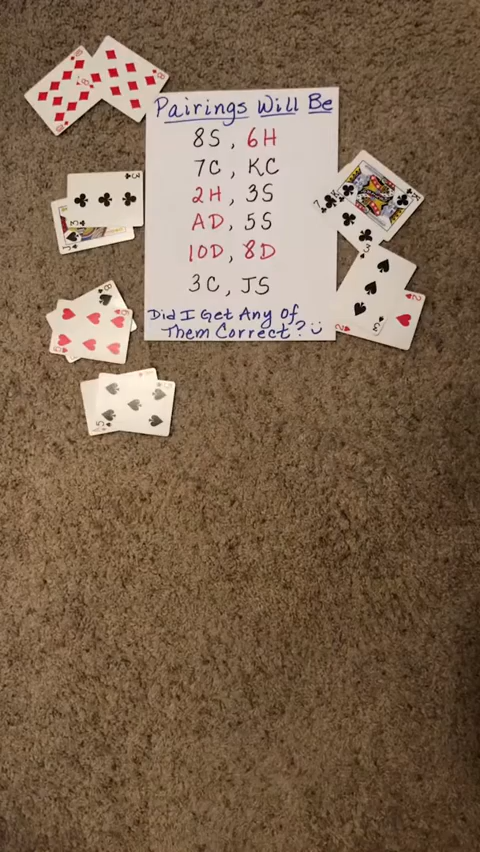 Pairings Will Be
8S, 6H
7C, KC
2H, 3S
AD, 5S
10D, 8D
3C, JS
Did I Get Any Of
Them Correct? :)